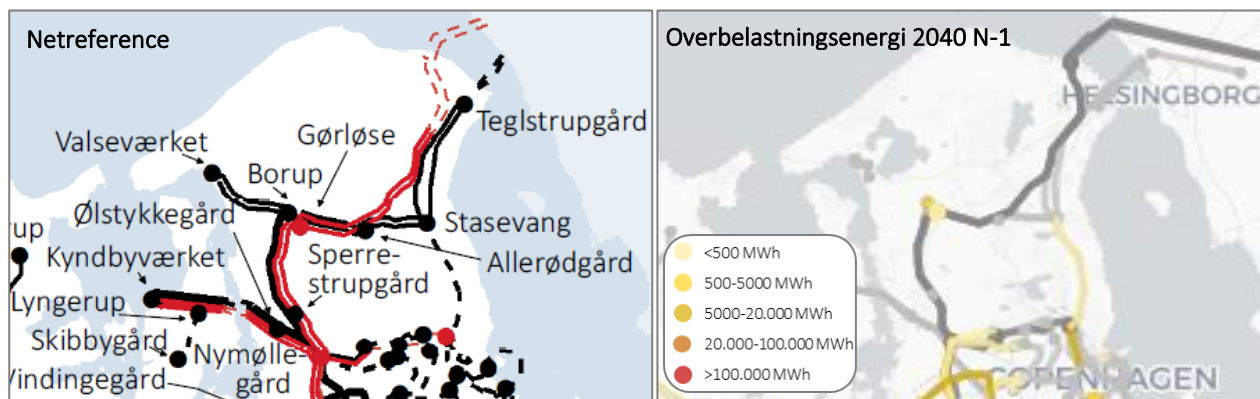 Netreference
Teglstrupgård
Gørløse
Valseværket
Borup
Ølstykkegård
Stasevang
rup
Kyndbyværket
Sperre-
strupgård
Allerødgård
Lyngerup
Skibbygård
Nymølle-
gård
Vindingegård
Overbelastningsenergi 2040 N-1
HELSINGBORG
<500 MWh
500-5000 MWh
5000-20.000 MWh
20.000-100.000 MWh
>100.000 MWh
COPENHAGEN